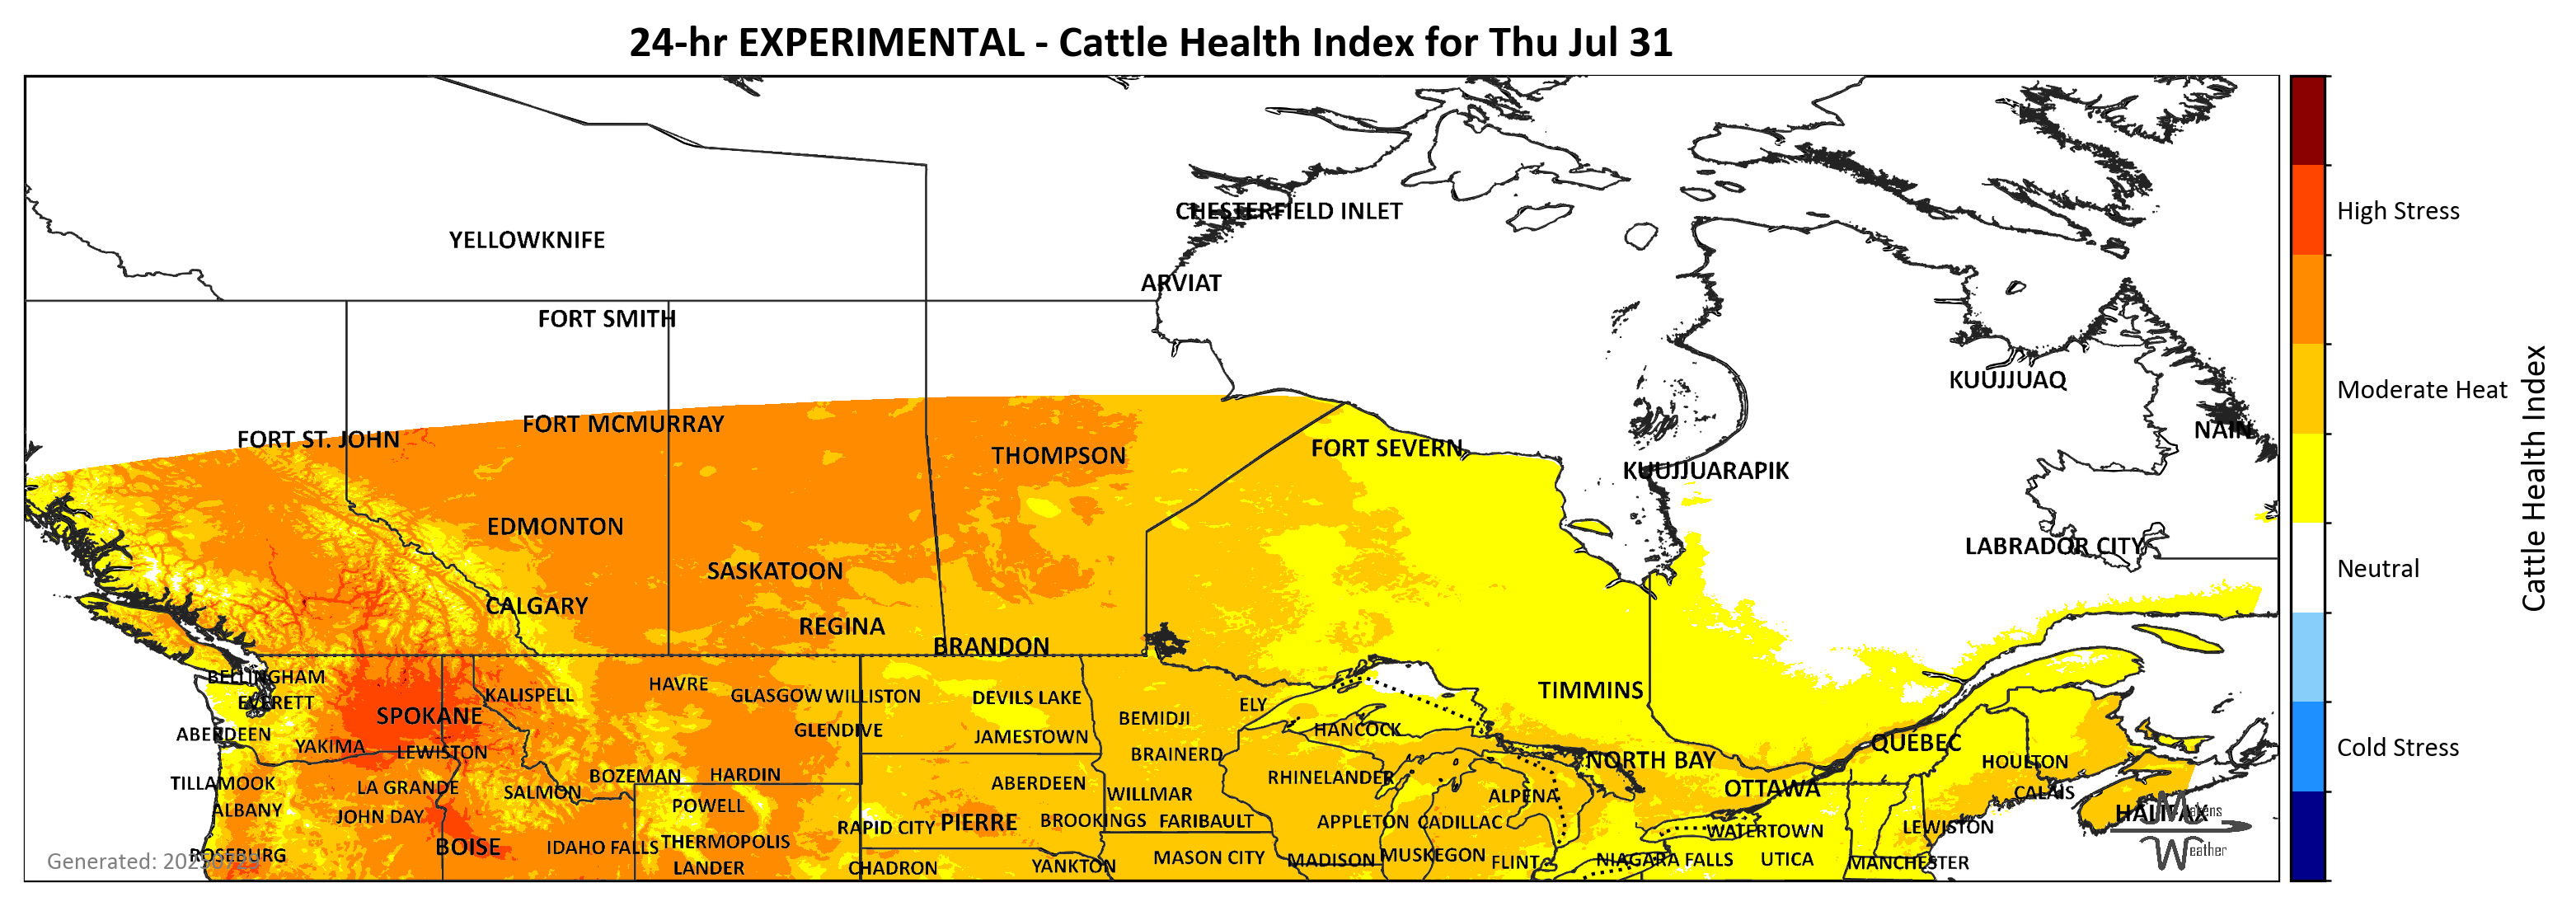 24-hr EXPERIMENTAL - Cattle Health Index for Thu Jul 31
CHESTERFIELD INLET
YELLOWKNIFE
ARVIAT
FORT SMITH
KUUJJUAQ
FORT MCMURRAY
NAIN
FORT ST. JOHN
FORT SEVERN
THOMPSON
KUUJJUARAPIK
EDMONTON
LABRADOR CITY
SASKATOON
CALGARY
REGINA
BRANDON
BELLINGHAM
HAVRE
KALISPELL
GLASGOW WILLISTON
DEVILS LAKE
TIMMINS
EVERETT
ELY
SPOKANE
BEMIDJI
GLENDIVE
HANCOCK
ABERDEEN
JAMESTOWN
QUEBEC
YAKIMA
LEWISTON
BRAINERD
NORTH BAY
HOULTON
BOZEMAN
HARDIN
RHINELANDER
TILLAMOOK
LA GRANDE
SALMON
ABERDEEN
WILLMAR
ALPENA
OTTAWA
CALAIS
ALBANY
JOHN DAY
POWELL
RAPID CITY
PIERRE
BROOKINGS
FARIBAULT
APPLETON
CADILLAC
WATERTOWN
LEWISTON
HALIFAX
Makens
Weather
BOISE
IDAHO FALLS
THERMOPOLIS
ROSEBURG
MASON CITY
MADISON
MUSKEGON
FLINT
NIAGARA FALLS
UTICA
MANCHESTER
LANDER
CHADRON
YANKTON
Generated:
High Stress
Moderate Heat
Neutral
Cold Stress
Cattle Health Index